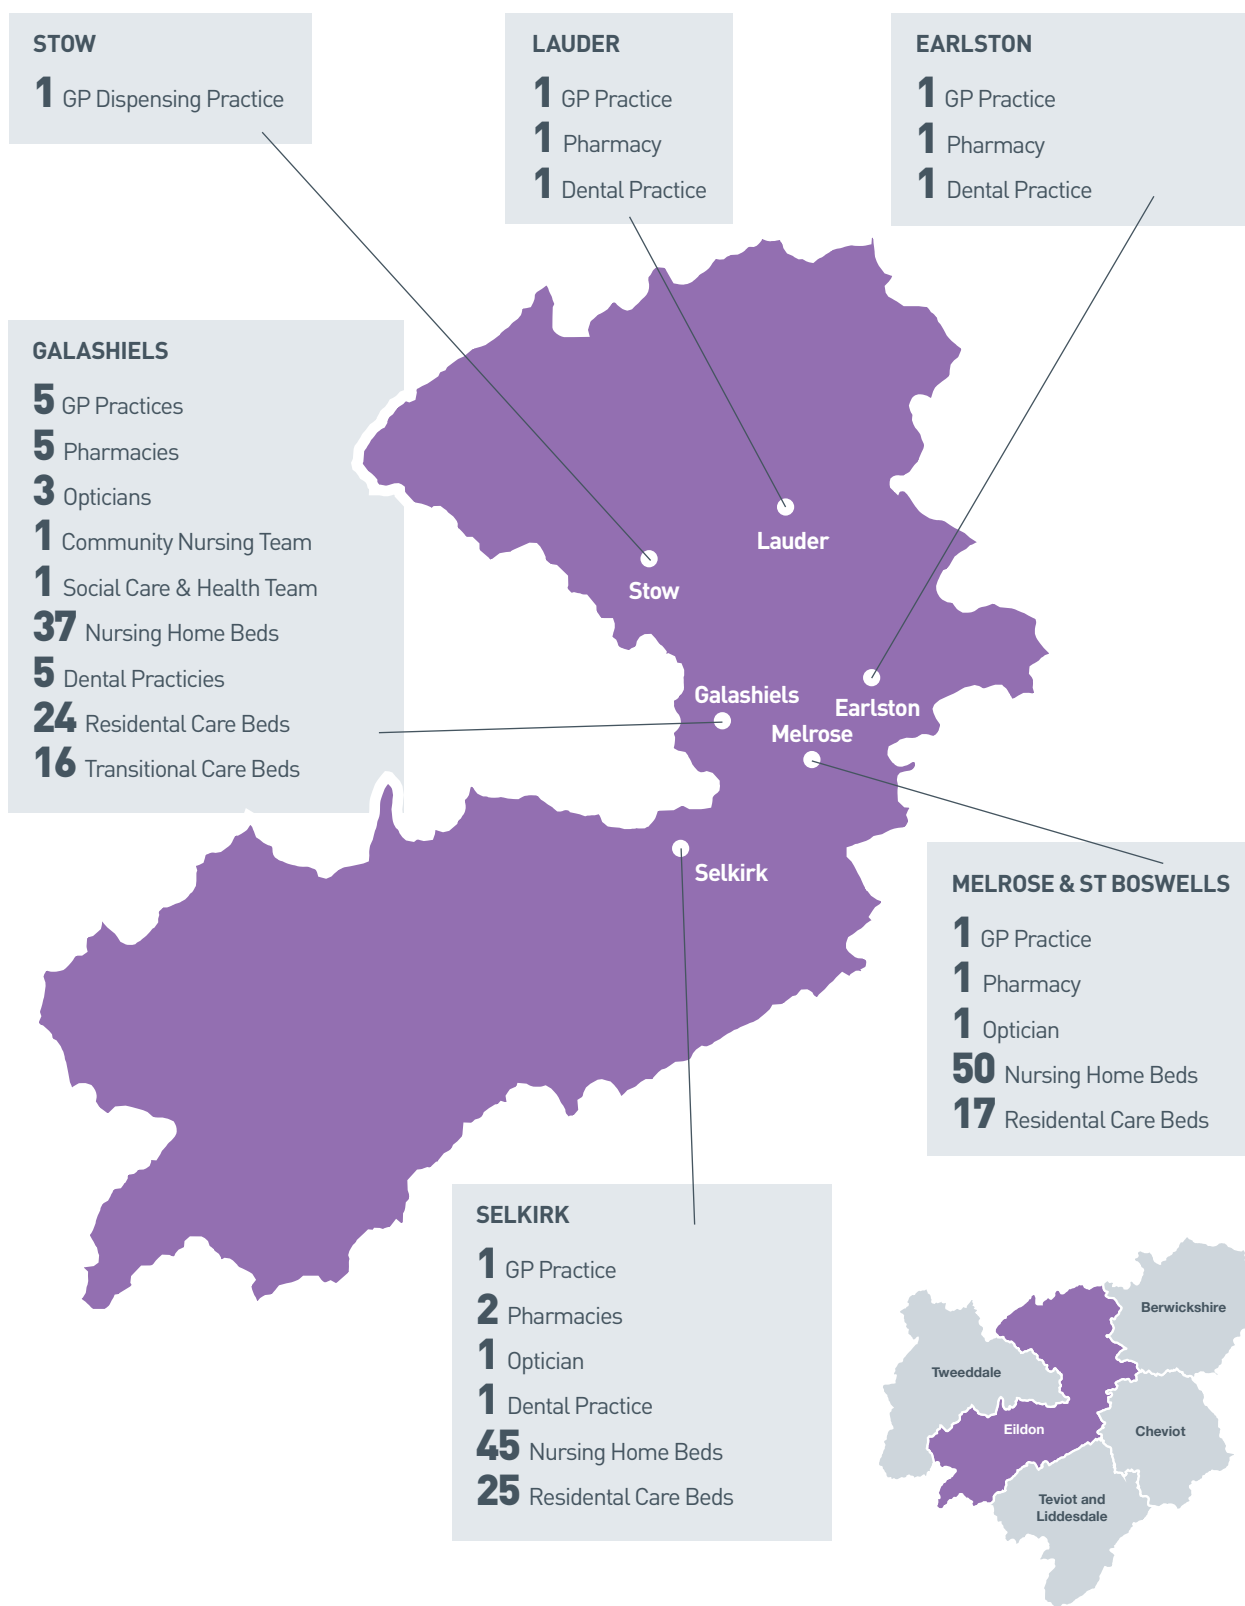 STOW
1 GP Dispensing Practice
LAUDER
1 GP Practice
1 Pharmacy
1 Dental Practice
EARLSTON
1 GP Practice
1 Pharmacy
1 Dental Practice
GALASHIELS
5 GP Practices
5 Pharmacies
3 Opticians
1 Community Nursing Team
1 Social Care & Health Team
37 Nursing Home Beds
5 Dental Practicies
24 Residental Care Beds
16 Transitional Care Beds
Lauder
Stow
Galashiels
Earlston
Melrose
Selkirk
MELROSE & ST BOSWELLS
1 GP Practice
1 Pharmacy
1 Optician
50 Nursing Home Beds
17 Residental Care Beds
SELKIRK
1 GP Practice
2 Pharmacies
1 Optician
1 Dental Practice
45 Nursing Home Beds
25 Residental Care Beds
Berwickshire
Tweeddale
Eildon
Cheviot
Teviot and
Liddesdale